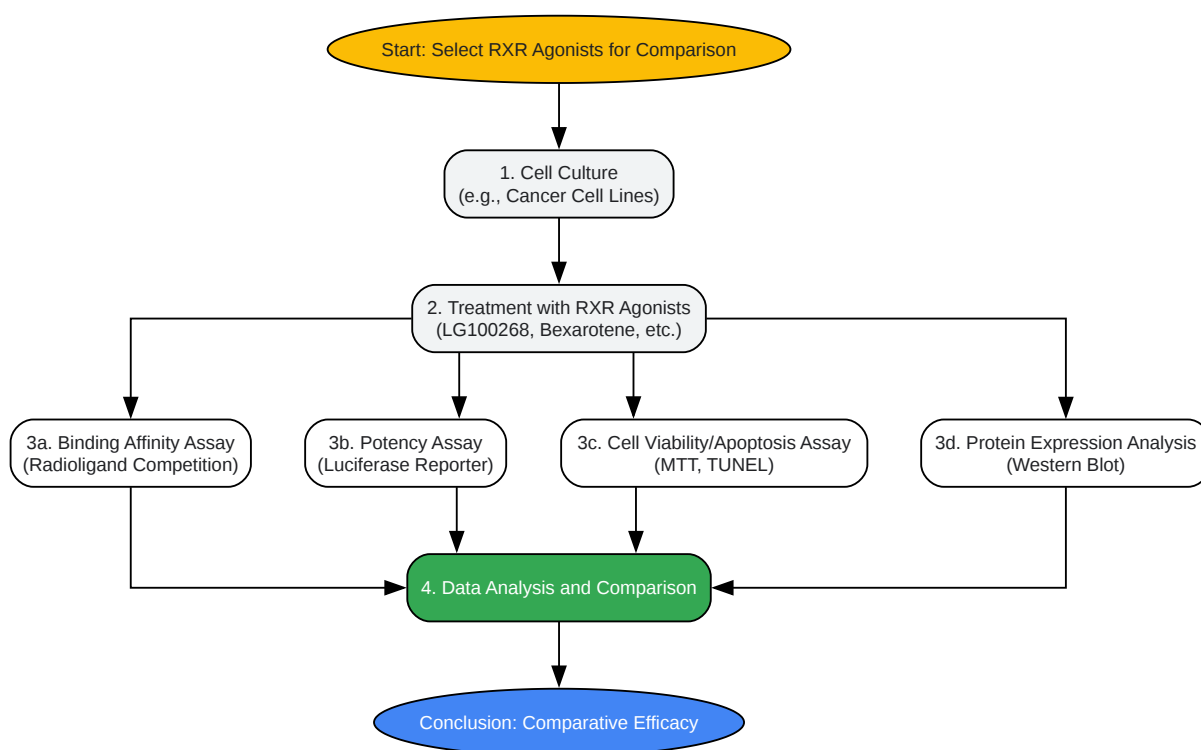 Start: Select RXR Agonists for Comparison
1. Cell Culture
(e.g., Cancer Cell Lines)
2. Treatment with RXR Agonists
(LG100268, Bexarotene, etc.)
3a. Binding Affinity Assay
(Radioligand Competition)
3b. Potency Assay
(Luciferase Reporter)
3c. Cell Viability/Apoptosis Assay
(MTT, TUNEL)
3d. Protein Expression Analysis
(Western Blot)
4. Data Analysis and Comparison
Conclusion: Comparative Efficacy